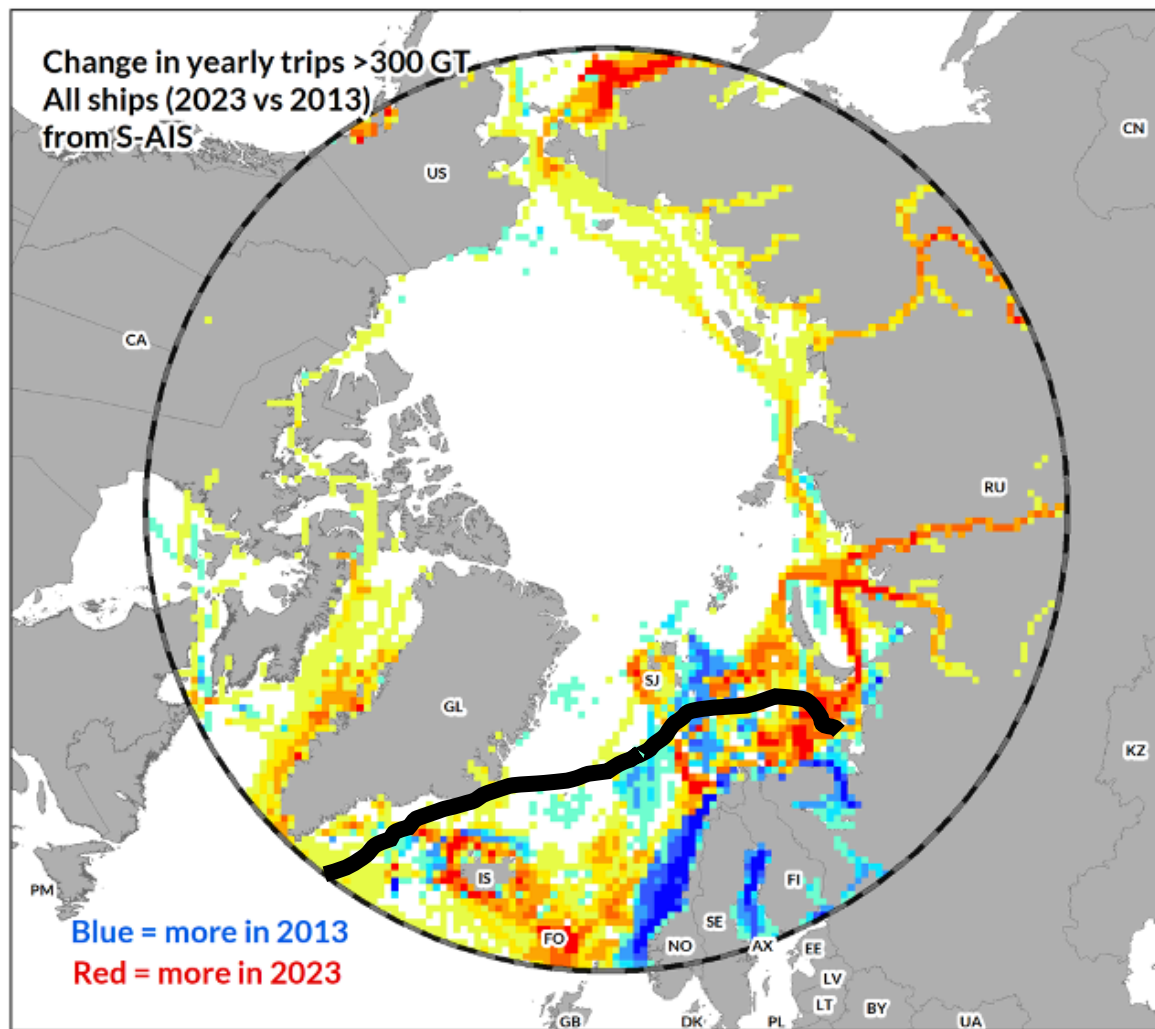 Change in yearly trips >300 GT
All ships (2023 vs 2013)
from S-AIS
CN
US
CA
RU
SJ
GL
KZ
IS
FI
PM
Blue = more in 2013
SE
FO
NO
AX
EE
Red = more in 2023
LV
LT
BY
GB
DK
PL
UA